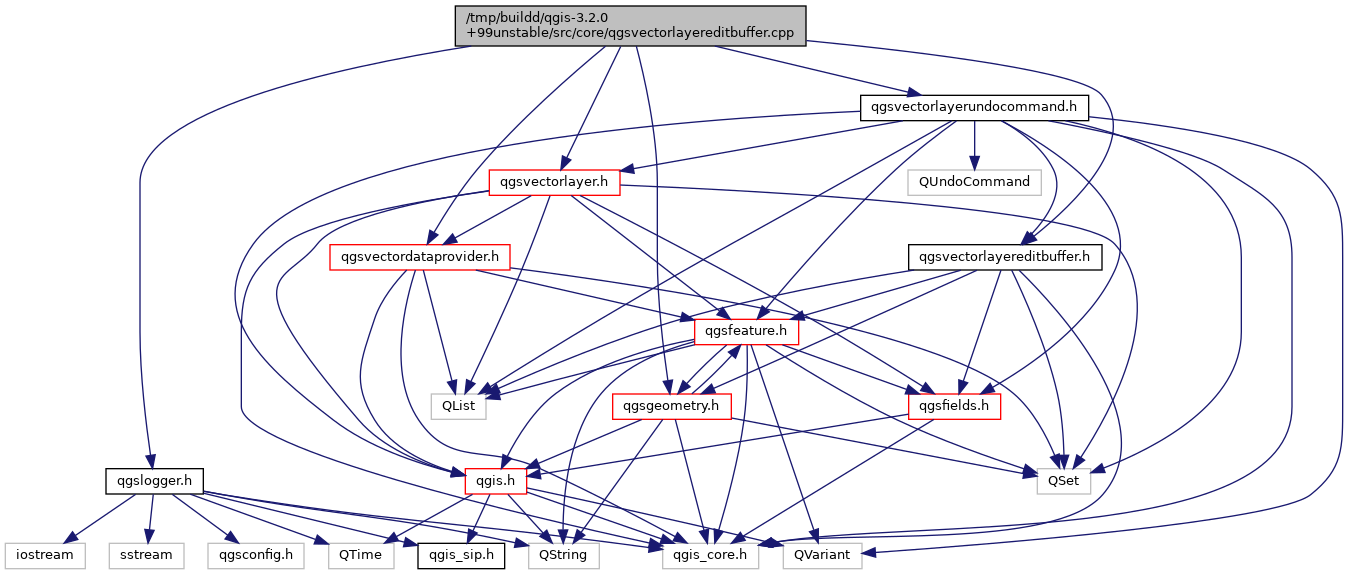 /tmp/buildd/qgis-3.2.0
+99unstable/src/core/qgsvectorlayereditbuffer.cpp
qgsvectorlayerundocommand.h
qgsvectorlayer.h
QUndoCommand
qgsvectordataprovider.h
qgsvectorlayereditbuffer.h
qgsfeature.h
QList
qgsgeometry.h
qgsfields.h
qgslogger.h
qgis.h
QSet
iostream
sstream
qgsconfig.h
QTime
qgis_sip.h
QString
qgis_core.h
QVariant